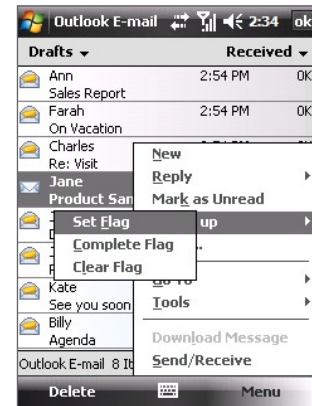 Outlook E-mail 2:34 ok
Drafts Received
Ann 2:54 PM 0K
Sales Report
Farah 2:54 PM 0K
On Vacation
Charles
Re: Visit
Jane
Product San
Kate
See you soon
Billy
Agenda
New
Reply
Mark as Unread
up
Set Flag
Complete Flag
Clear Flag
Go To
Tools
Download Message
Send/Receive
Outlook E-mail 8 It
Delete Menu